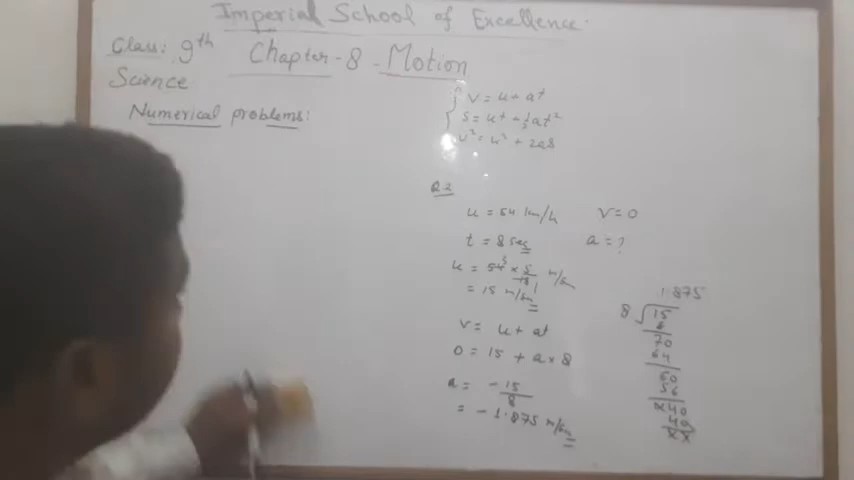 Imperial School of Excellence.
Class: 9th Chapter-8 - Motion
Science
Numerical problems:
v = u + at
s = ut + 1/2 at²
v² = u² + 2as
Q2
u = 54 km/h v = 0
t = 8 sec a = ?
u = 54 × 5/18 m/s
= 15 m/s
v = u + at
0 = 15 + a × 8
a = -15/8
= -1.875 m/s
1.875
8 √15
8
70
64
60
56
×40
40
××